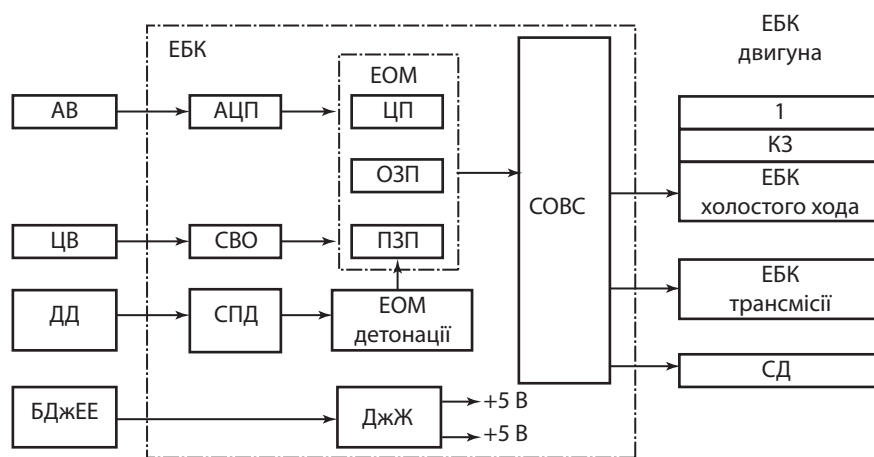 ЕБК
ЕБК
двигуна
ЕОМ
АВ
АЦП
ЦП
1
КЗ
ОЗП
ЕБК
холостого хода
СОВС
ЦВ
СВО
ПЗП
ДД
СПД
ЕОМ
детонації
ЕБК
трансмісії
СД
БДжЕЕ
ДжЖ
+5 В
+5 В